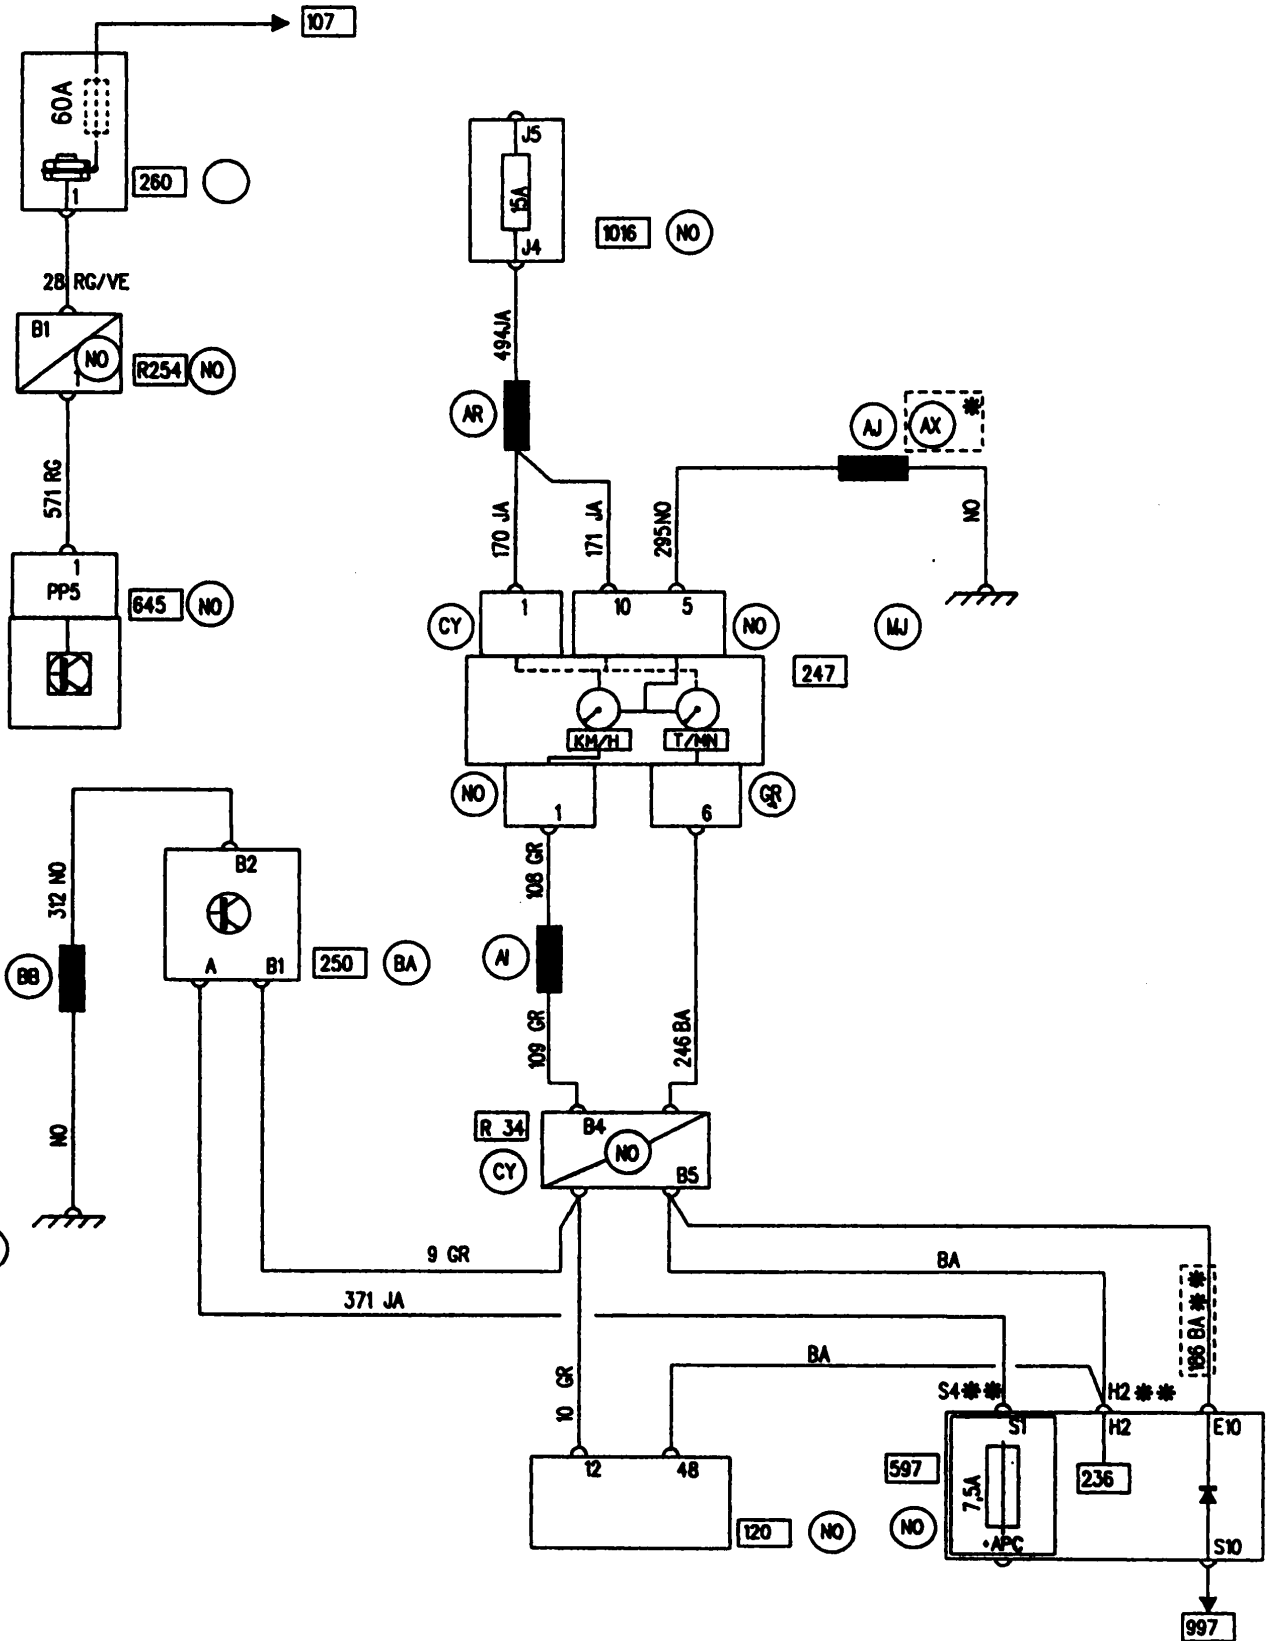 107
60A
1
260
J5
15A
J4
1016
NO
28 RG/VE
B1
NO
R254
NO
494JA
AR
AJ
AX
*
571 RG
170 JA
171 JA
295NO
NO
1
PP5
645
NO
CY
1
10
5
NO
MJ
247
KM/H
T/MN
NO
1
6
GR
312 NO
B2
108 GR
BB
A
B1
250
BA
AI
109 GR
246 BA
NO
R 34
B4
NO
CY
B5
9 GR
BA
371 JA
186 BA**
BA
10 GR
S4**
H2**
S1
H2
E10
12
48
597
7,5A
236
120
NO
NO
+APC
S10
997